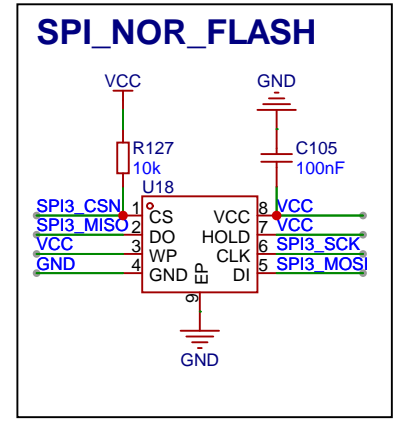 SPI_NOR_FLASH
VCC
GND
R127
10k
C105
100nF
U18
SPI3_CSN 1 CS VCC 8 VCC
SPI3_MISO 2 DO HOLD 7 VCC
VCC 3 WP CLK 6 SPI3_SCK
GND 4 GND DI 5 SPI3_MOSI
EP
9
GND